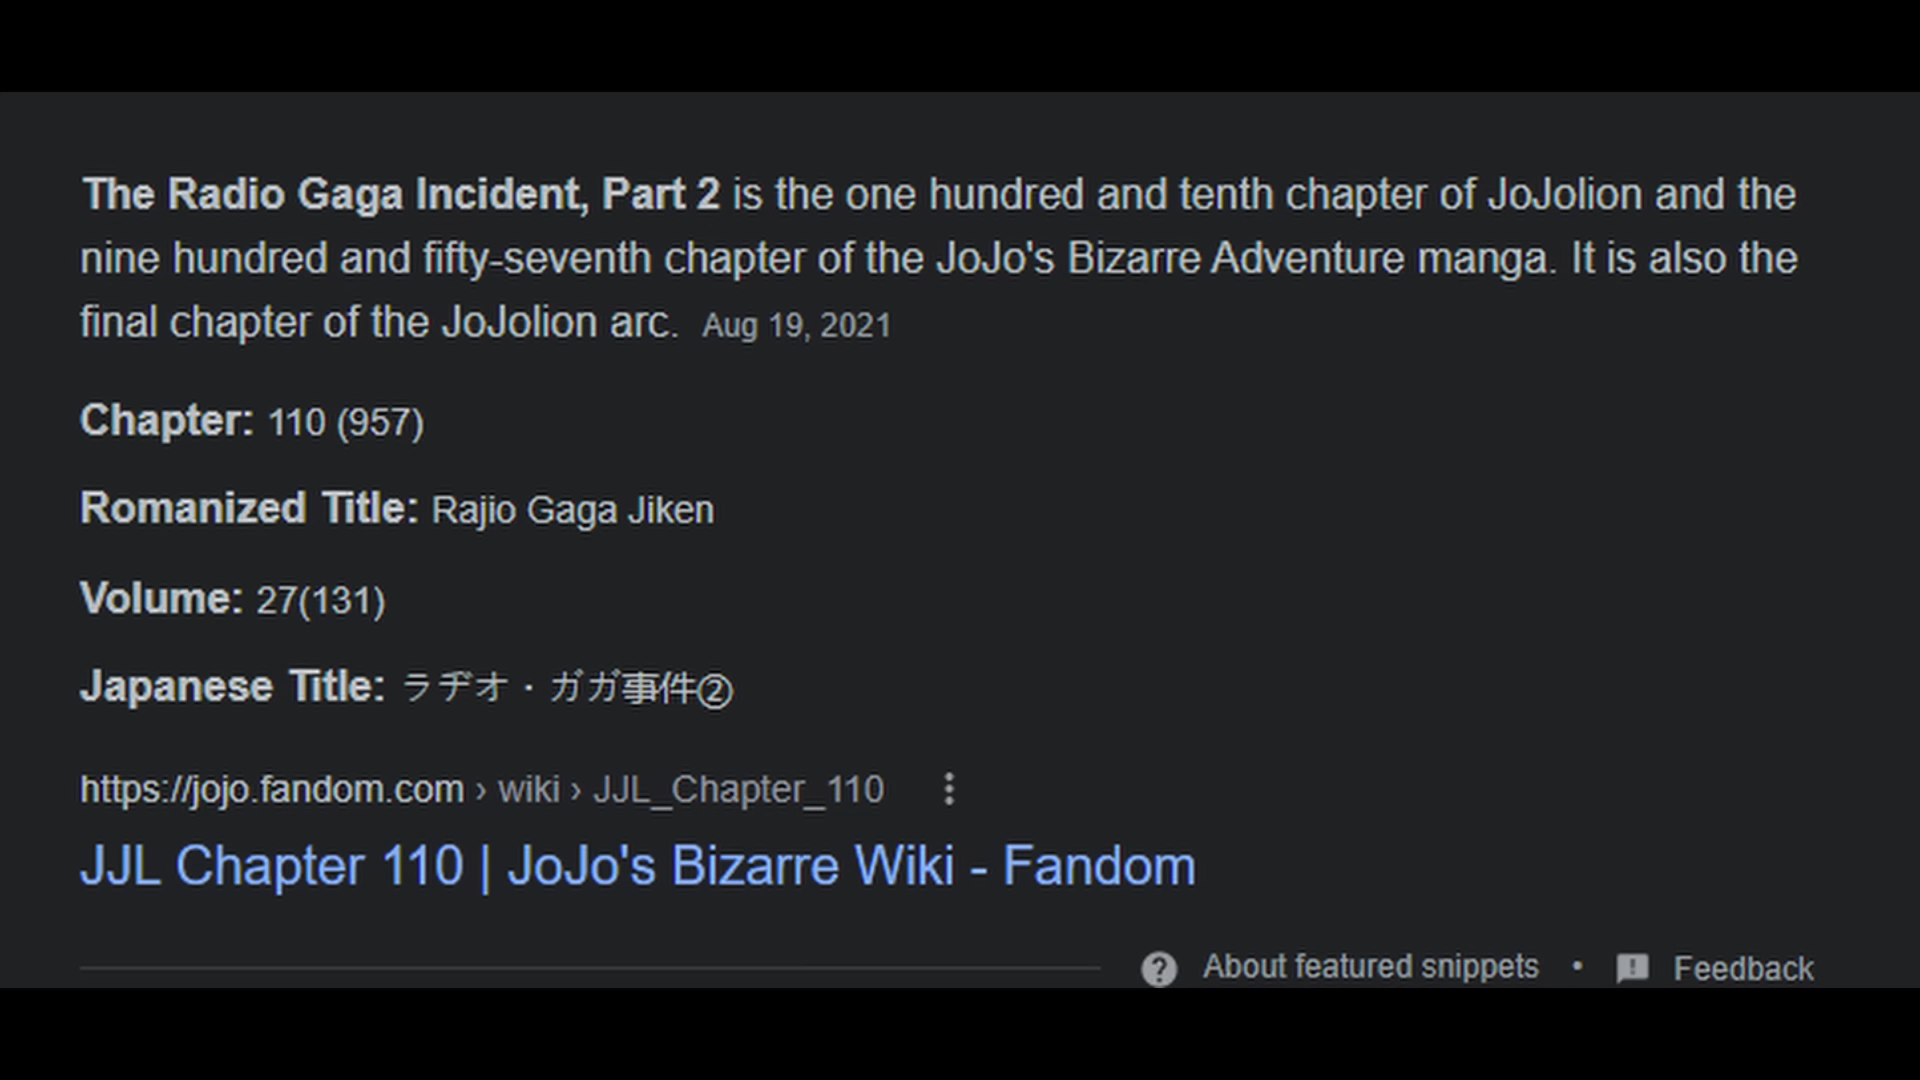 The Radio Gaga Incident, Part 2 is the one hundred and tenth chapter of JoJolion and the
nine hundred and fifty-seventh chapter of the JoJo's Bizarre Adventure manga. It is also the
final chapter of the JoJolion arc. Aug 19, 2021
Chapter: 110 (957)
Romanized Title: Rajio Gaga Jiken
Volume: 27(131)
Japanese Title: ラヂオ・ガガ事件②
https://jojo.fandom.com › wiki › JJL_Chapter_110
JJL Chapter 110 | JoJo's Bizarre Wiki - Fandom
About featured snippets • Feedback